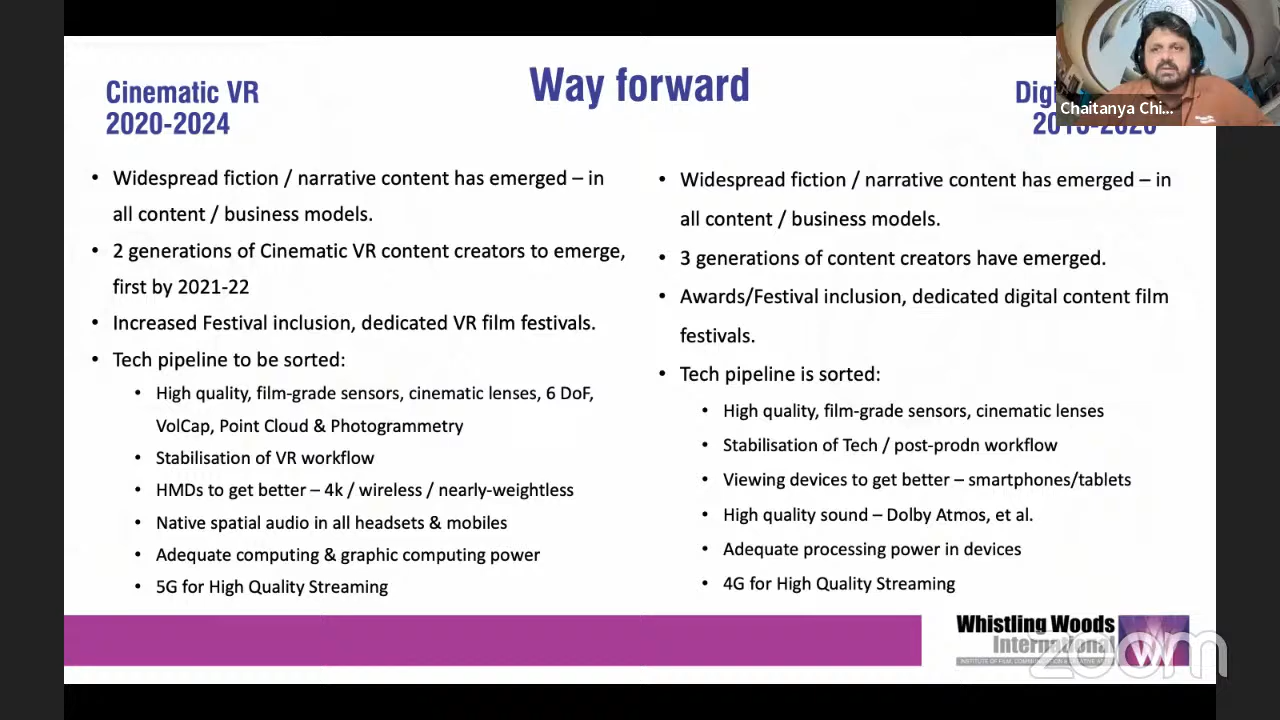 Way forward
Cinematic VR
2020-2024
• Widespread fiction / narrative content has emerged – in
all content / business models.
• 2 generations of Cinematic VR content creators to emerge,
first by 2021-22
• Increased Festival inclusion, dedicated VR film festivals.
• Tech pipeline to be sorted:
• High quality, film-grade sensors, cinematic lenses, 6 DoF,
VolCap, Point Cloud & Photogrammetry
• Stabilisation of VR workflow
• HMDs to get better – 4k / wireless / nearly-weightless
• Native spatial audio in all headsets & mobiles
• Adequate computing & graphic computing power
• 5G for High Quality Streaming
Chaitanya Chi...
• Widespread fiction / narrative content has emerged – in
all content / business models.
• 3 generations of content creators have emerged.
• Awards/Festival inclusion, dedicated digital content film
festivals.
• Tech pipeline is sorted:
• High quality, film-grade sensors, cinematic lenses
• Stabilisation of Tech / post-prodn workflow
• Viewing devices to get better – smartphones/tablets
• High quality sound – Dolby Atmos, et al.
• Adequate processing power in devices
• 4G for High Quality Streaming
Whistling Woods
International
zoom